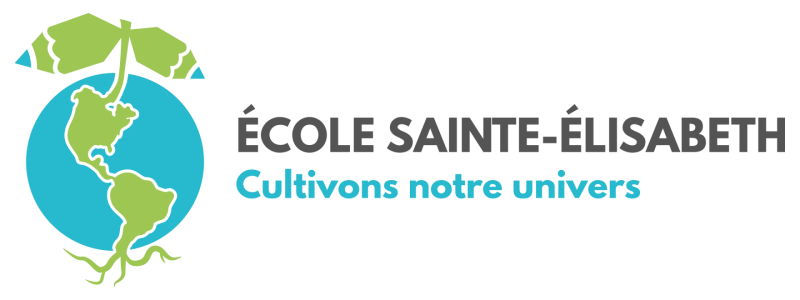 ÉCOLE SAINTE-ÉLISABETH
Cultivons notre univers